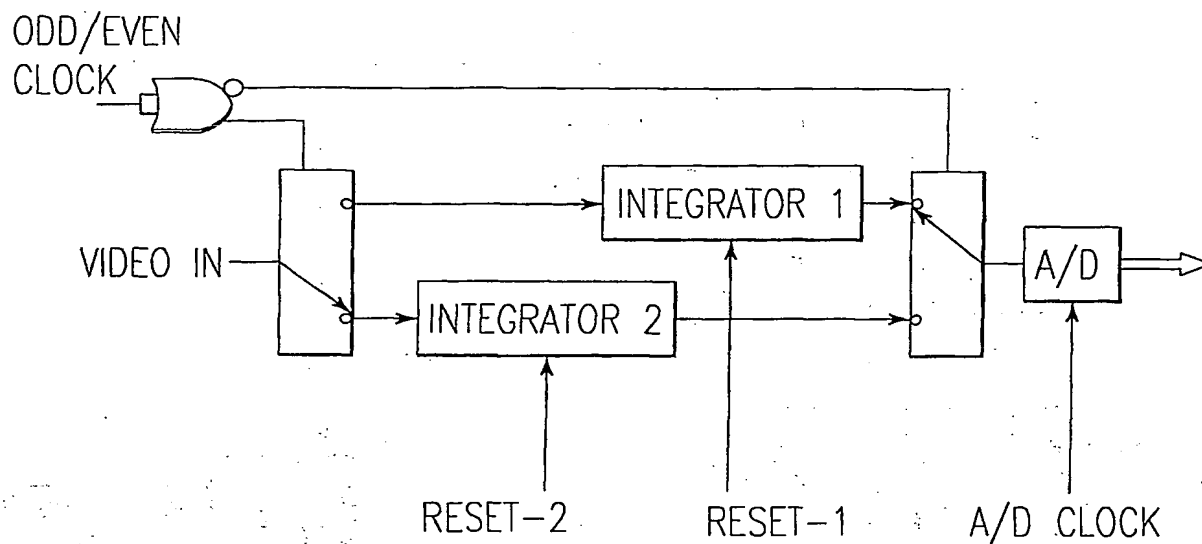 ODD/EVEN
CLOCK
INTEGRATOR 1
VIDEO IN
A/D
INTEGRATOR 2
RESET-2
RESET-1
A/D CLOCK